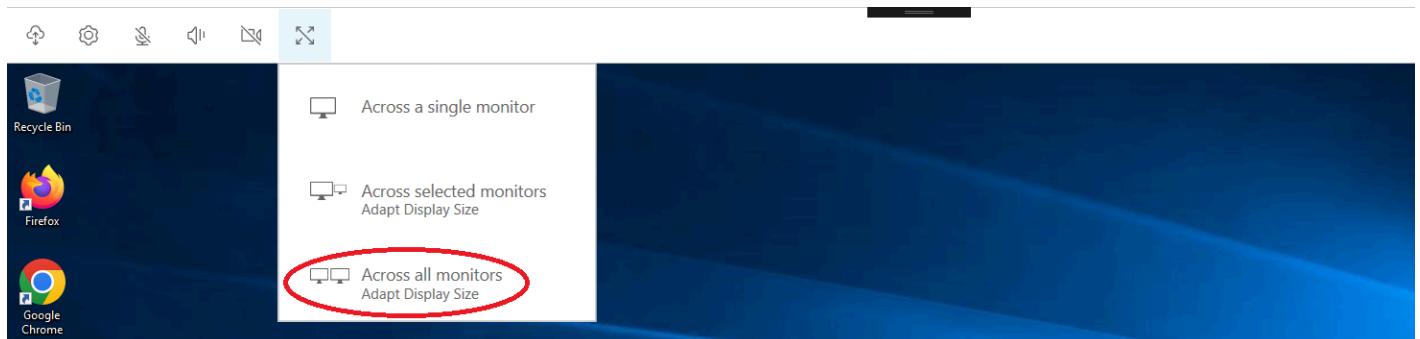 Across a single monitor
Recycle Bin
Across selected monitors
Adapt Display Size
Firefox
Across all monitors
Adapt Display Size
Google
Chrome